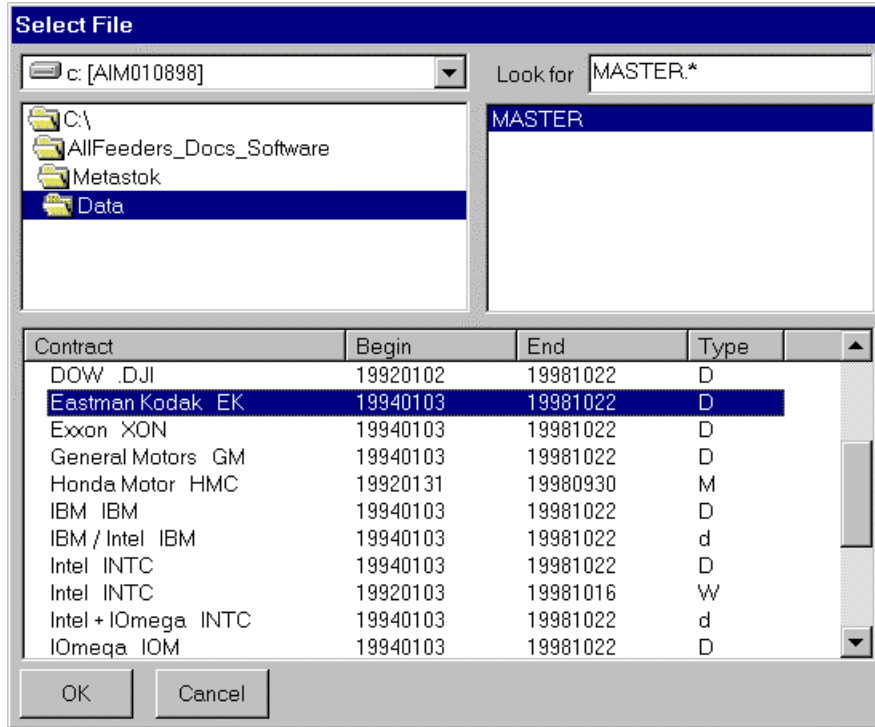 Select File
c: [AIM010898]
Look for MASTER.*
C:\
AllFeeders_Docs_Software
Metastok
Data
MASTER
Contract Begin End Type
DOW .DJI 19920102 19981022 D
Eastman Kodak EK 19940103 19981022 D
Exxon XON 19940103 19981022 D
General Motors GM 19940103 19981022 D
Honda Motor HMC 19920131 19980930 M
IBM IBM 19940103 19981022 D
IBM / Intel IBM 19940103 19981022 d
Intel INTC 19940103 19981022 D
Intel INTC 19920103 19981016 W
Intel + IOmega INTC 19940103 19981022 d
IOmega IOM 19940103 19981022 D
OK Cancel